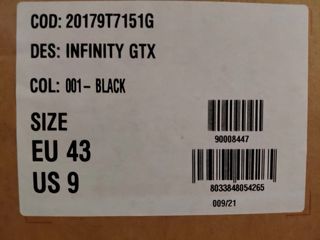 COD: 20179T7151G
DES: INFINITY GTX
COL: 001- BLACK
SIZE
EU 43
US 9
90008447
8033848054265
009/21